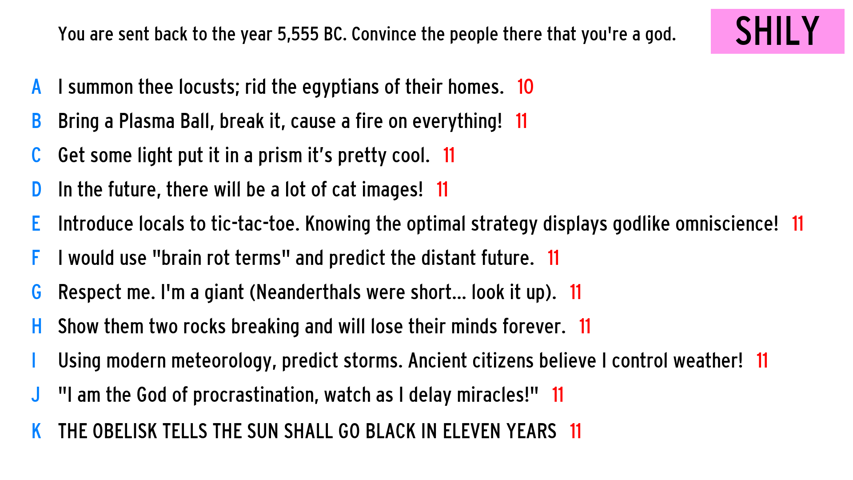 You are sent back to the year 5,555 BC. Convince the people there that you're a god.
SHILY
A I summon thee locusts; rid the egyptians of their homes. 10
B Bring a Plasma Ball, break it, cause a fire on everything! 11
C Get some light put it in a prism it’s pretty cool. 11
D In the future, there will be a lot of cat images! 11
E Introduce locals to tic-tac-toe. Knowing the optimal strategy displays godlike omniscience! 11
F I would use "brain rot terms" and predict the distant future. 11
G Respect me. I'm a giant (Neanderthals were short... look it up). 11
H Show them two rocks breaking and will lose their minds forever. 11
I Using modern meteorology, predict storms. Ancient citizens believe I control weather! 11
J "I am the God of procrastination, watch as I delay miracles!" 11
K THE OBELISK TELLS THE SUN SHALL GO BLACK IN ELEVEN YEARS 11